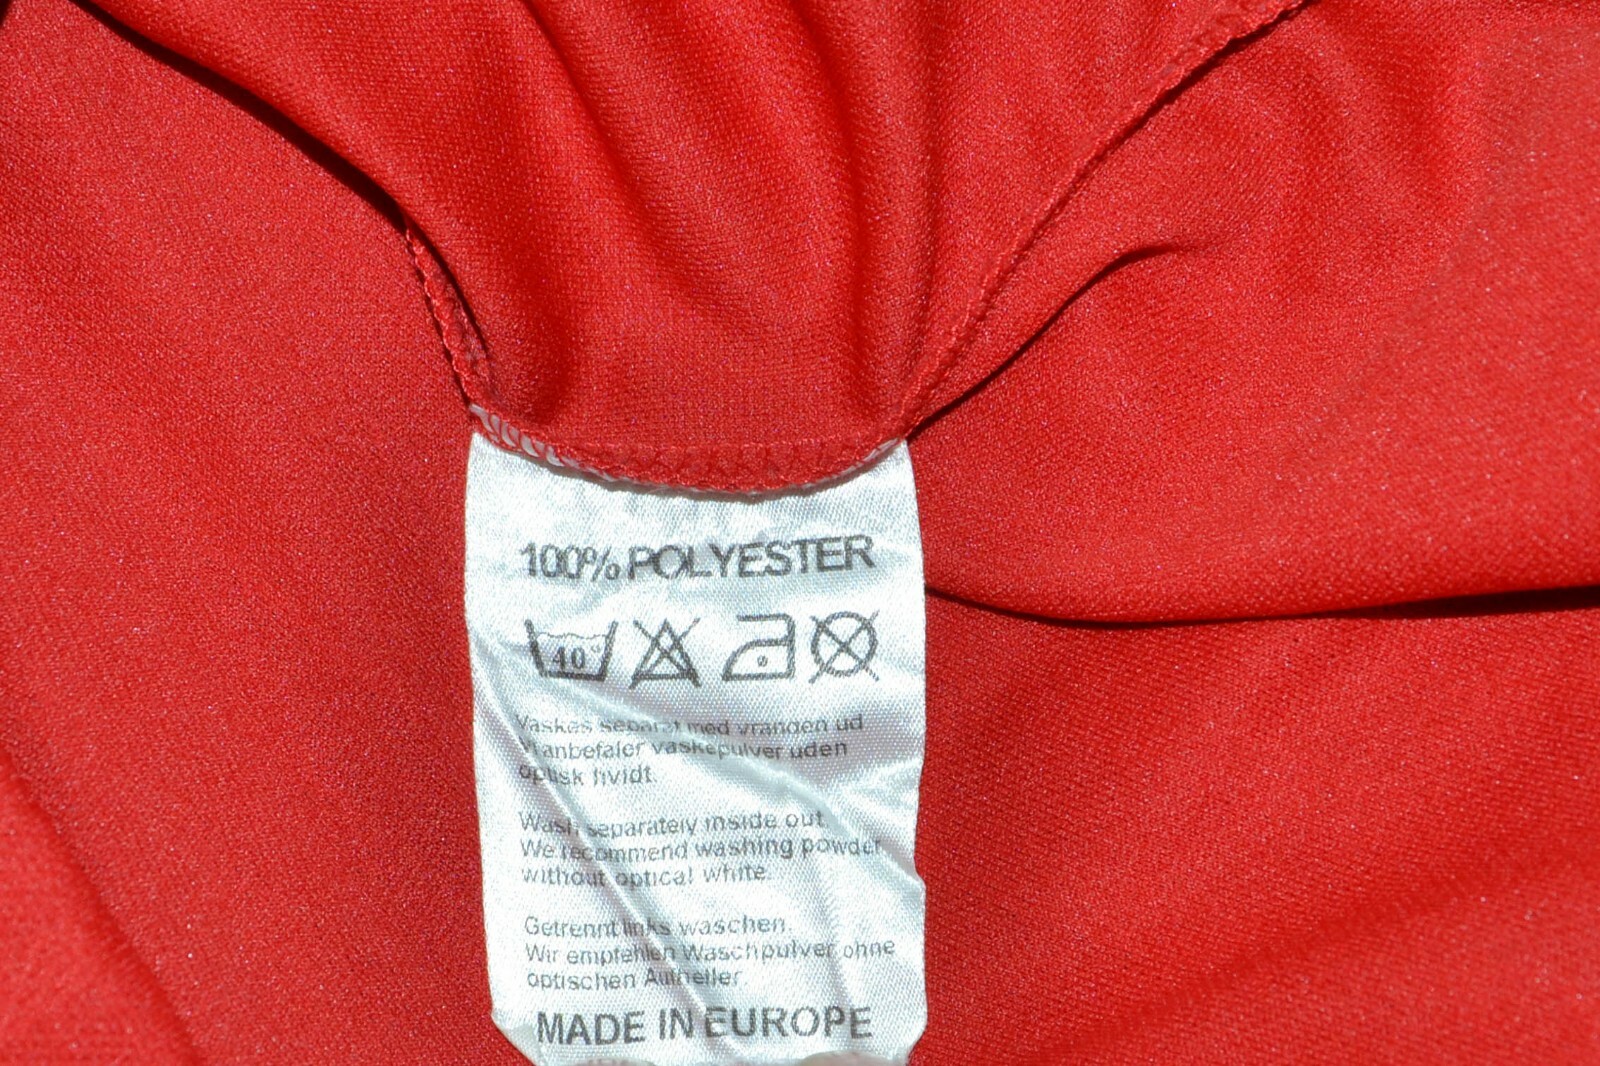 100% POLYESTER
40°
Vaskes separat med vrangen ud
Vi anbefaler vaskepulver uden
optisk hvidt.
Wash separately inside out.
We recommend washing powder
without optical white.
Getrennt links waschen.
Wir empfehlen Waschpulver ohne
optischen Aufheller.
MADE IN EUROPE